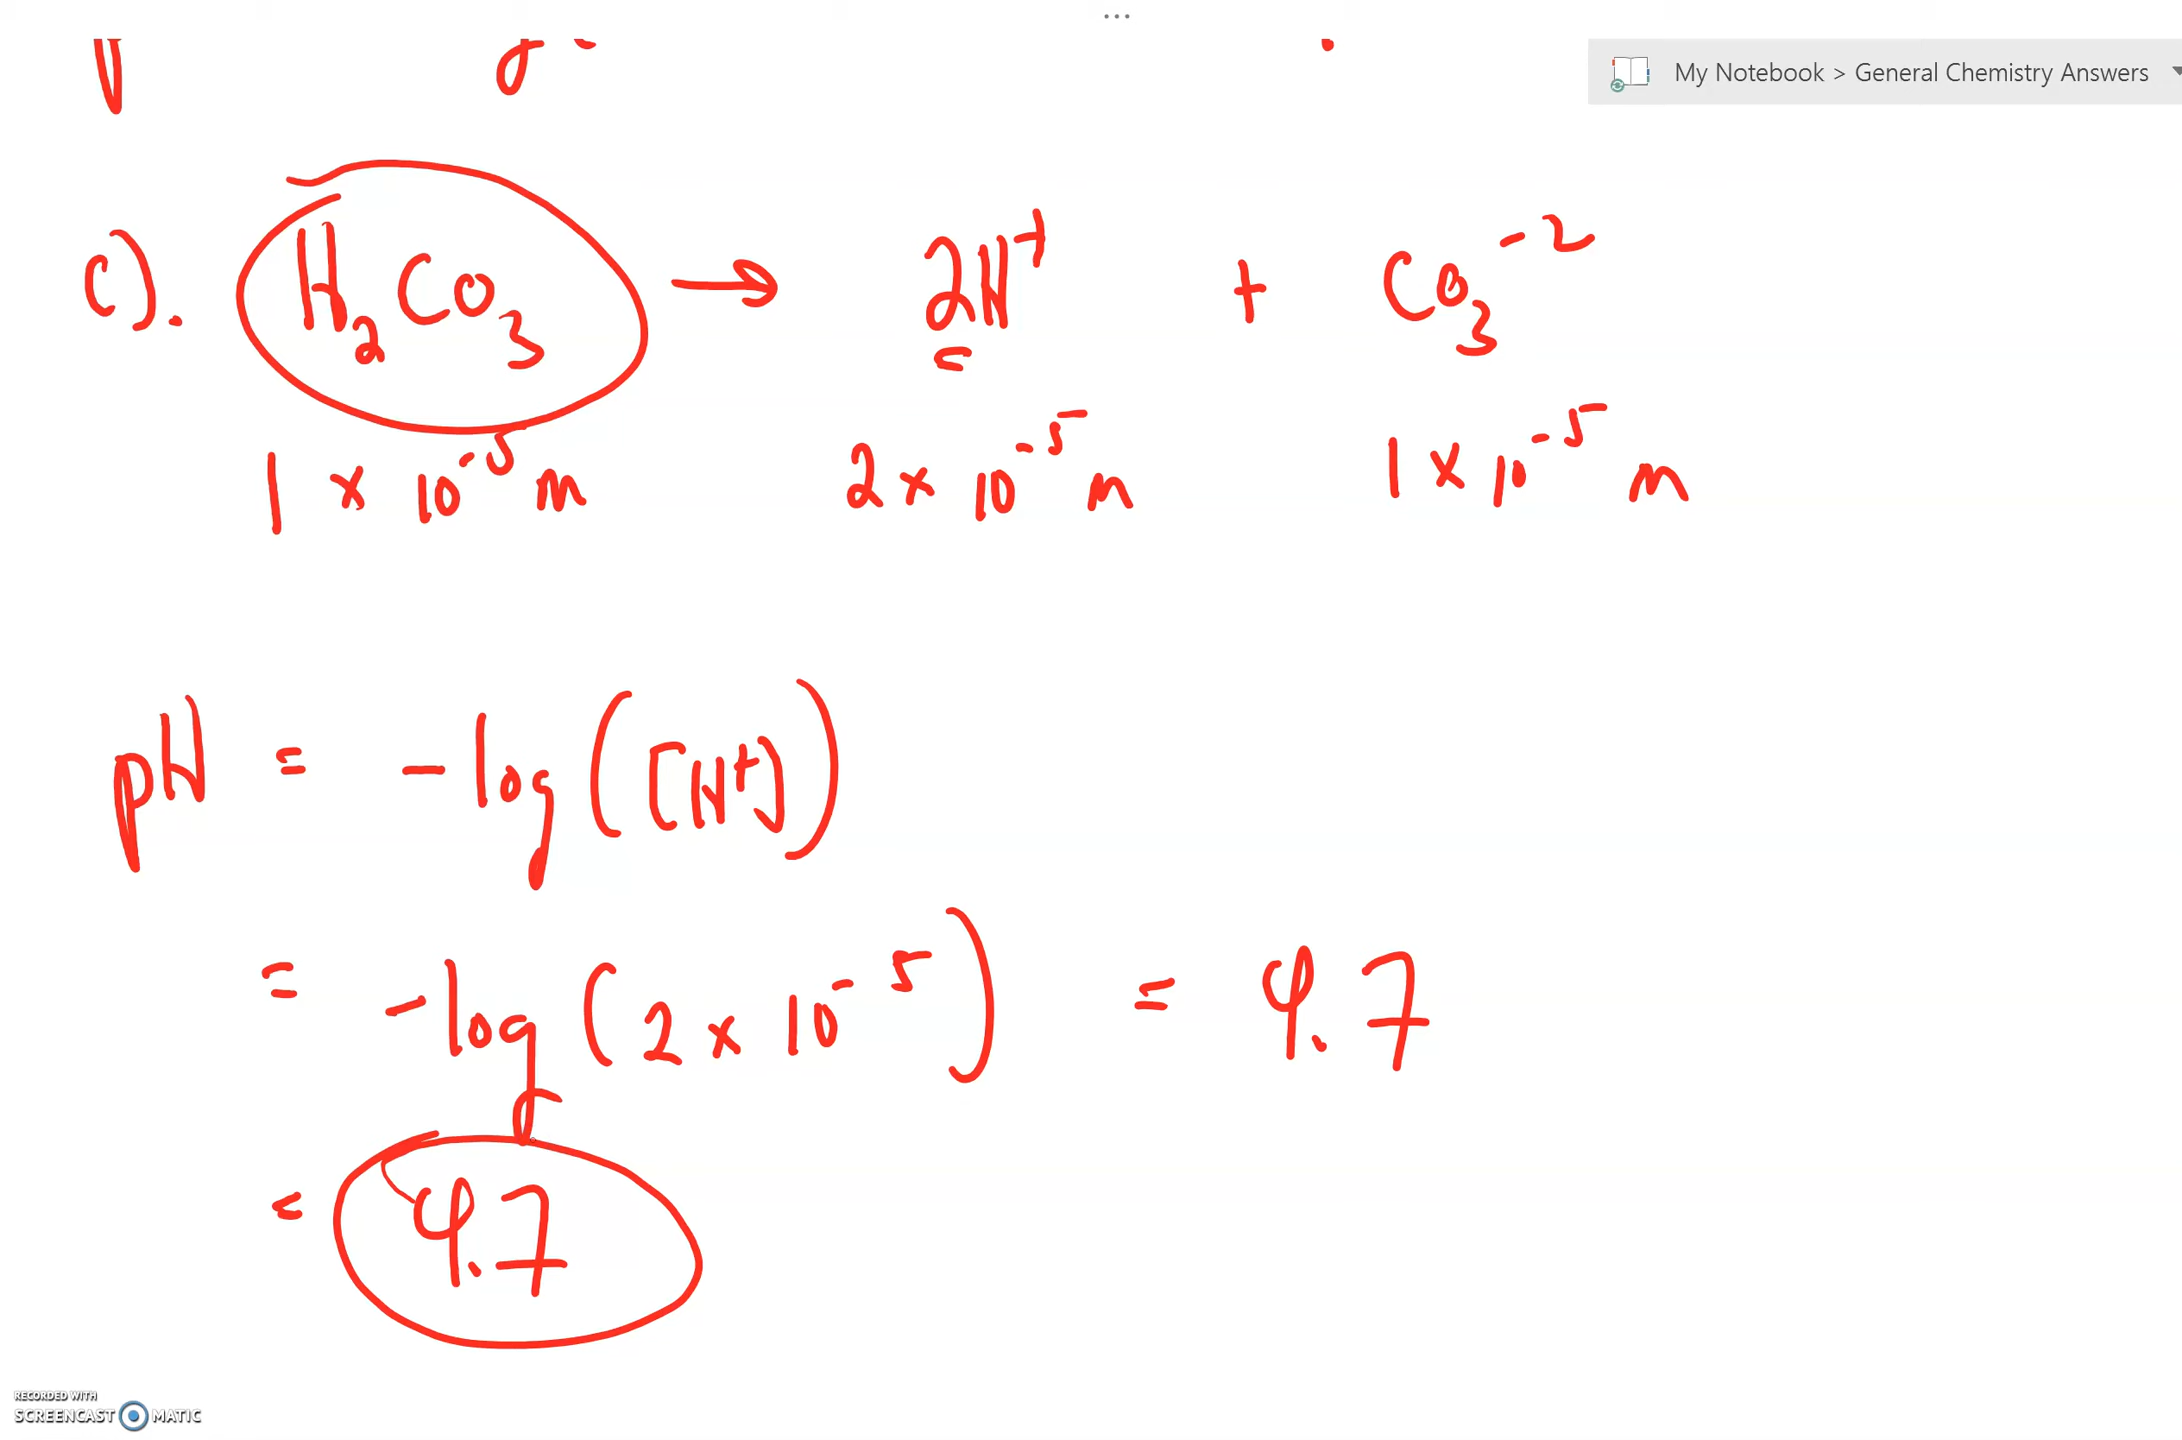 My Notebook > General Chemistry Answers
c). H₂CO₃ → 2H⁺ + CO₃⁻²
1 x 10⁻⁵ m 2 x 10⁻⁵ m 1 x 10⁻⁵ m
pH = -log([H⁺])
= -log(2 x 10⁻⁵) = 4.7
= 4.7
RECORDED WITH
SCREENCAST MATIC